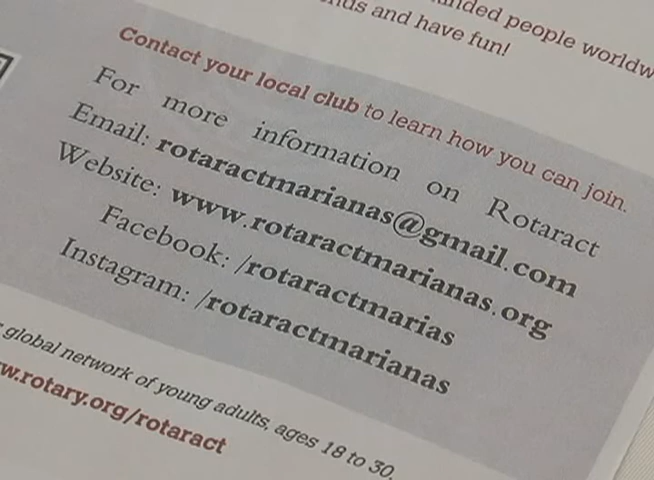 and have fun!
people
Contact your local club to learn how you can join.
For more information on Rotaract
Email: rotaractmarianas@gmail.com
Website: www.rotaractmarianas.org
Facebook: /rotaractmarias
Instagram: /rotaractmarianas
global network of young adults, ages 18 to 30.
w.rotary.org/rotaract